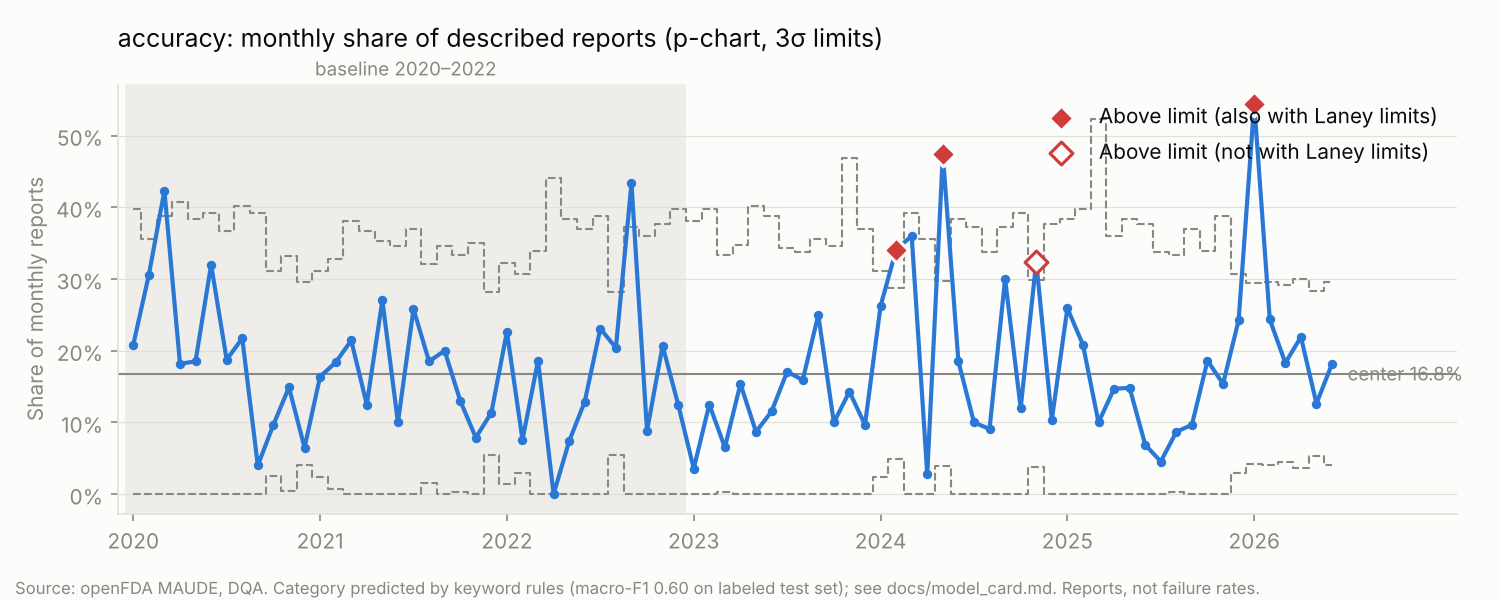 accuracy: monthly share of described reports (p-chart, 3σ limits)
baseline 2020–2022
Above limit (also with Laney limits)
Above limit (not with Laney limits)
Share of monthly reports
50%
40%
30%
20%
10%
0%
center 16.8%
2020 2021 2022 2023 2024 2025 2026
Source: openFDA MAUDE, DQA. Category predicted by keyword rules (macro-F1 0.60 on labeled test set); see docs/model_card.md. Reports, not failure rates.